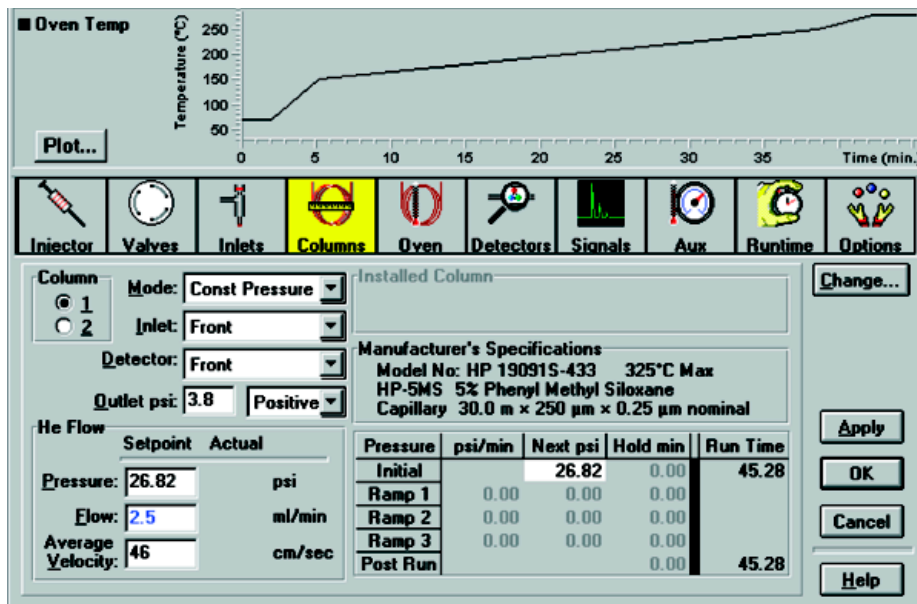 Oven Temp
Temperature (°C)
250
200
150
100
50
Plot...
0 5 10 15 20 25 30 35 Time (min.
Injector Valves Inlets Columns Oven Detectors Signals Aux Runtime Options
Column
1
2
Mode: Const Pressure
Inlet: Front
Detector: Front
Outlet psi: 3.8 Positive
Installed Column
Change...
Manufacturer's Specifications
Model No: HP 19091S-433 325°C Max
HP-5MS 5% Phenyl Methyl Siloxane
Capillary 30.0 m × 250 µm × 0.25 µm nominal
He Flow
Setpoint Actual
Pressure: 26.82 psi
Flow: 2.5 ml/min
Average
Velocity: 46 cm/sec
Pressure psi/min Next psi Hold min Run Time
Initial 26.82 0.00 45.28
Ramp 1 0.00 0.00 0.00
Ramp 2 0.00 0.00 0.00
Ramp 3 0.00 0.00 0.00
Post Run 0.00 45.28
Apply
OK
Cancel
Help